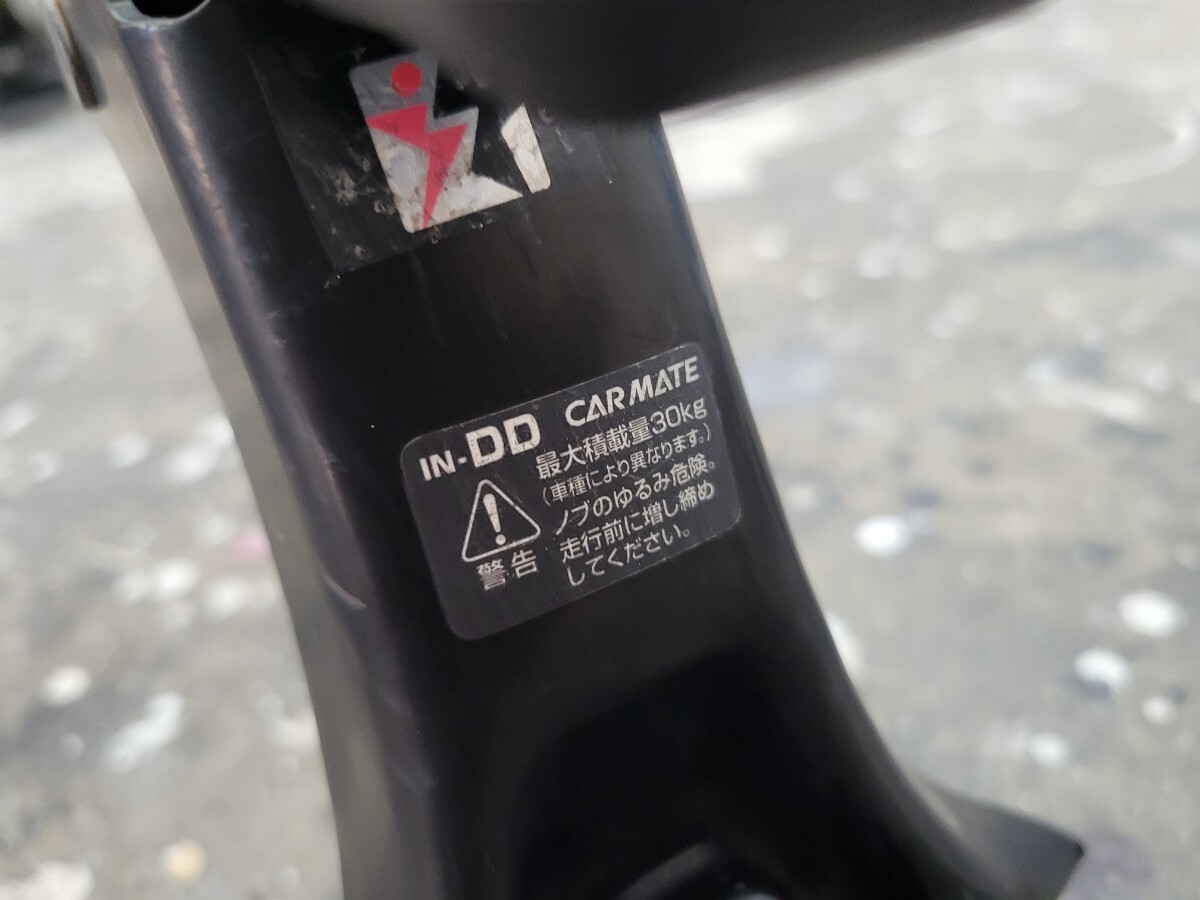 IN-DD CARMATE
最大積載量30kg
(車種により異なります。)
ノブのゆるみ危険。
走行前に増し締め
してください。
警告